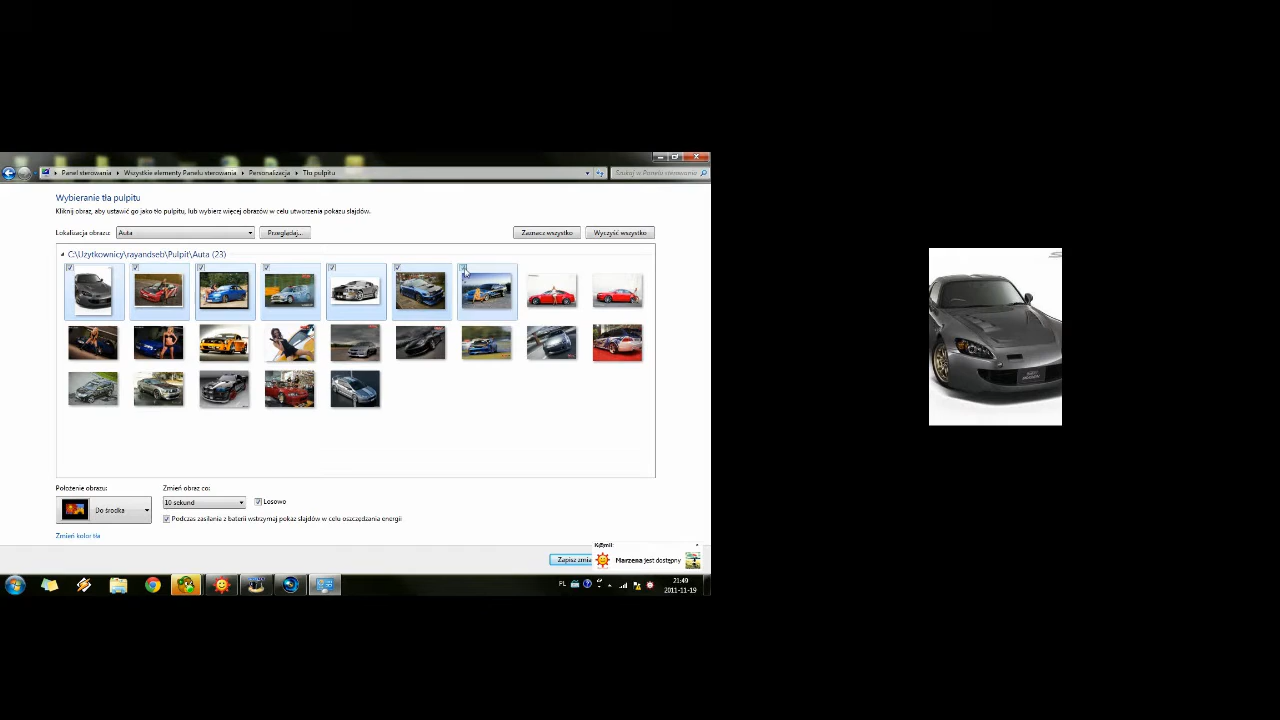 Panel sterowania
Wszystkie elementy Panelu sterowania
Personalizacja
Tło pulpitu
Szukaj w Panelu sterowania
Wybieranie tła pulpitu
Kliknij obraz, aby ustawić go jako tło pulpitu, lub wybierz więcej obrazów w celu utworzenia pokazu slajdów.
Lokalizacja obrazu: Auta Przeglądaj... Zaznacz wszystko Wyczyść wszystko
C:\Użytkownicy\rayandseb\Pulpit\Auta (23)
Położenie obrazu: Zmień obraz co:
Do środka 10 sekund Losowo
Podczas zasilania z baterii wstrzymaj pokaz slajdów w celu oszczędzania energii
Zmień kolor tła
K@mil:
Zapisz zmia Marzena jest dostępny
PL 21:49
2011-11-19